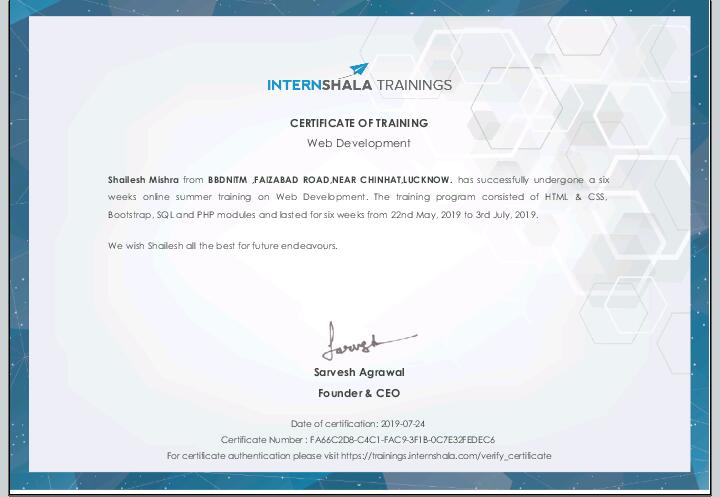 INTERNSHALA TRAININGS
CERTIFICATE OF TRAINING
Web Development
Shailesh Mishra from BBDNITM ,FAIZABAD ROAD,NEAR CHINHAT,LUCKNOW. has successfully undergone a six
weeks online summer training on Web Development. The training program consisted of HTML & CSS,
Bootstrap, SQL and PHP modules and lasted for six weeks from 22nd May, 2019 to 3rd July, 2019.
We wish Shailesh all the best for future endeavours.
Sarvesh
Sarvesh Agrawal
Founder & CEO
Date of certification: 2019-07-24
Certificate Number : FA66C2D8-C4C1-FAC9-3F1B-0C7E32FEDEC6
For certificate authentication please visit https://trainings.internshala.com/verify_certificate